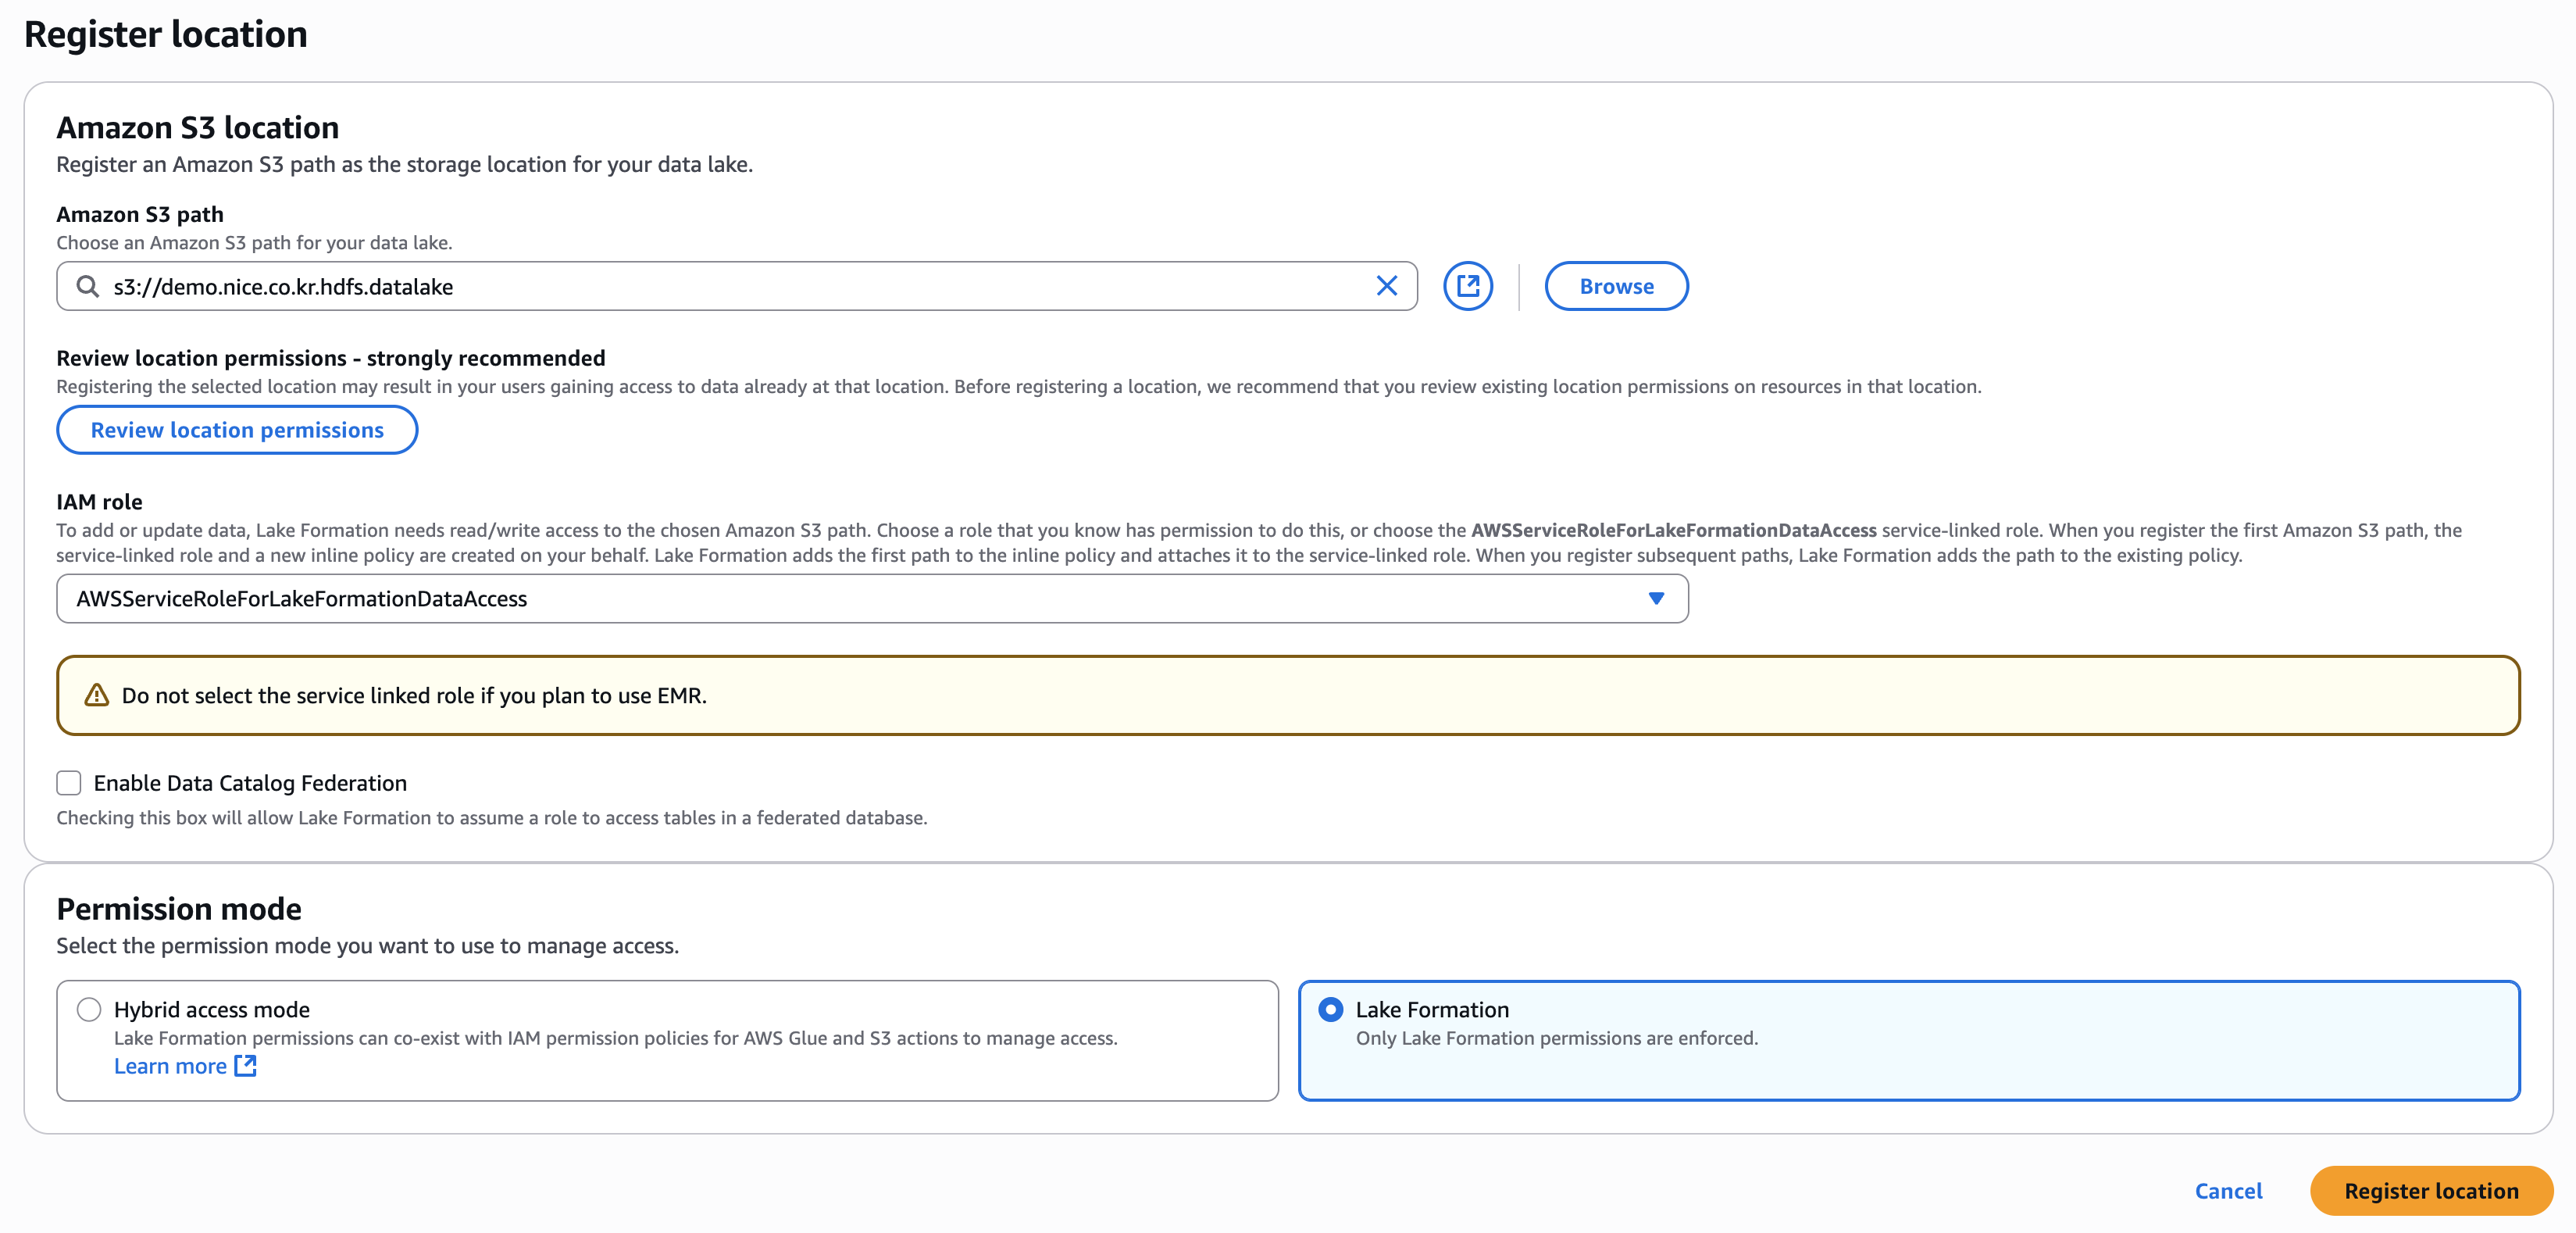 Register location
Amazon S3 location
Register an Amazon S3 path as the storage location for your data lake.
Amazon S3 path
Choose an Amazon S3 path for your data lake.
s3://demo.nice.co.kr.hdfs.datalake
Browse
Review location permissions - strongly recommended
Registering the selected location may result in your users gaining access to data already at that location. Before registering a location, we recommend that you review existing location permissions on resources in that location.
Review location permissions
IAM role
To add or update data, Lake Formation needs read/write access to the chosen Amazon S3 path. Choose a role that you know has permission to do this, or choose the AWSServiceRoleForLakeFormationDataAccess service-linked role. When you register the first Amazon S3 path, the
service-linked role and a new inline policy are created on your behalf. Lake Formation adds the first path to the inline policy and attaches it to the service-linked role. When you register subsequent paths, Lake Formation adds the path to the existing policy.
AWSServiceRoleForLakeFormationDataAccess
Do not select the service linked role if you plan to use EMR.
Enable Data Catalog Federation
Checking this box will allow Lake Formation to assume a role to access tables in a federated database.
Permission mode
Select the permission mode you want to use to manage access.
Hybrid access mode
Lake Formation permissions can co-exist with IAM permission policies for AWS Glue and S3 actions to manage access.
Learn more
Lake Formation
Only Lake Formation permissions are enforced.
Cancel
Register location